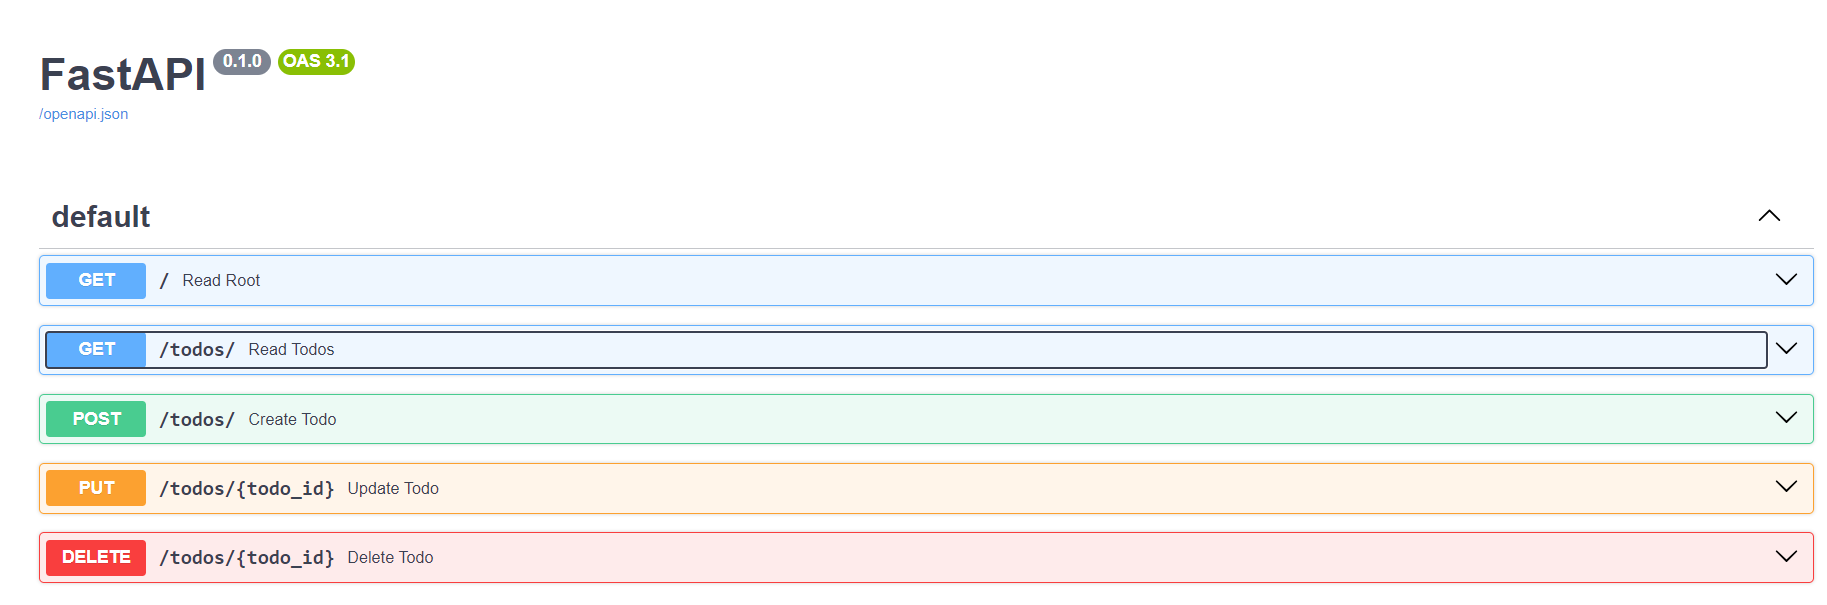 FastAPI 0.1.0 OAS 3.1
/openapi.json
default
GET / Read Root
GET /todos/ Read Todos
POST /todos/ Create Todo
PUT /todos/{todo_id} Update Todo
DELETE /todos/{todo_id} Delete Todo